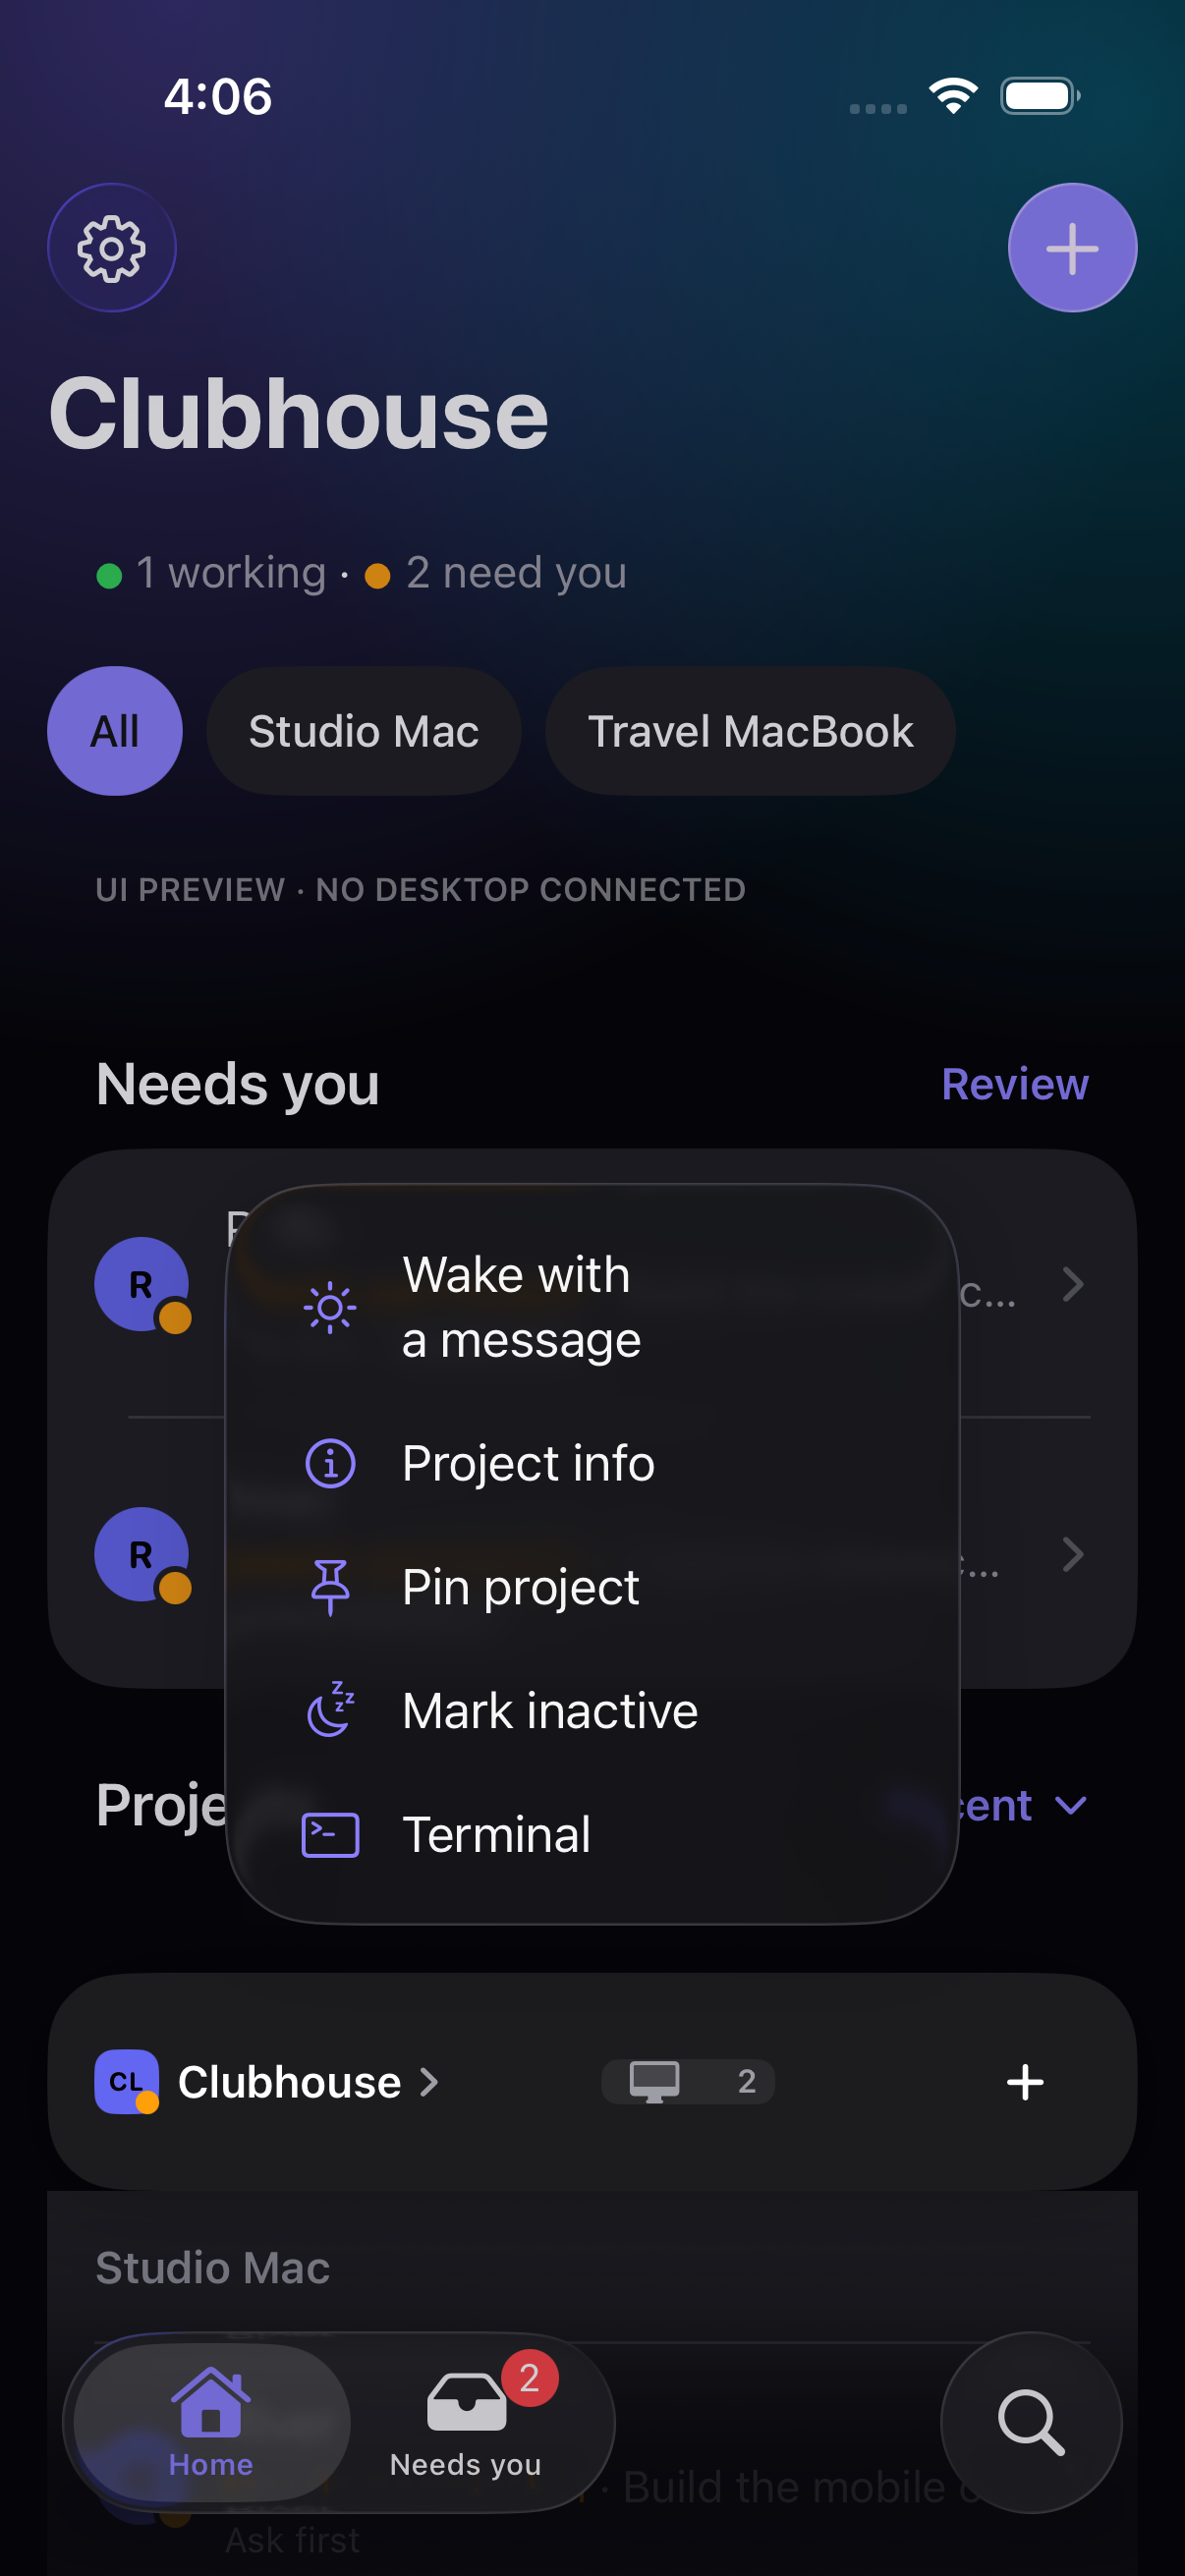 4:06
Clubhouse
1 working · 2 need you
All
Studio Mac
Travel MacBook
UI PREVIEW · NO DESKTOP CONNECTED
Needs you
Review
R
c...
Wake with
a message
Project info
R
c...
Pin project
Mark inactive
Proje
cent
Terminal
CL
Clubhouse
2
Studio Mac
2
Home
Needs you
· Build the mobile
Ask first